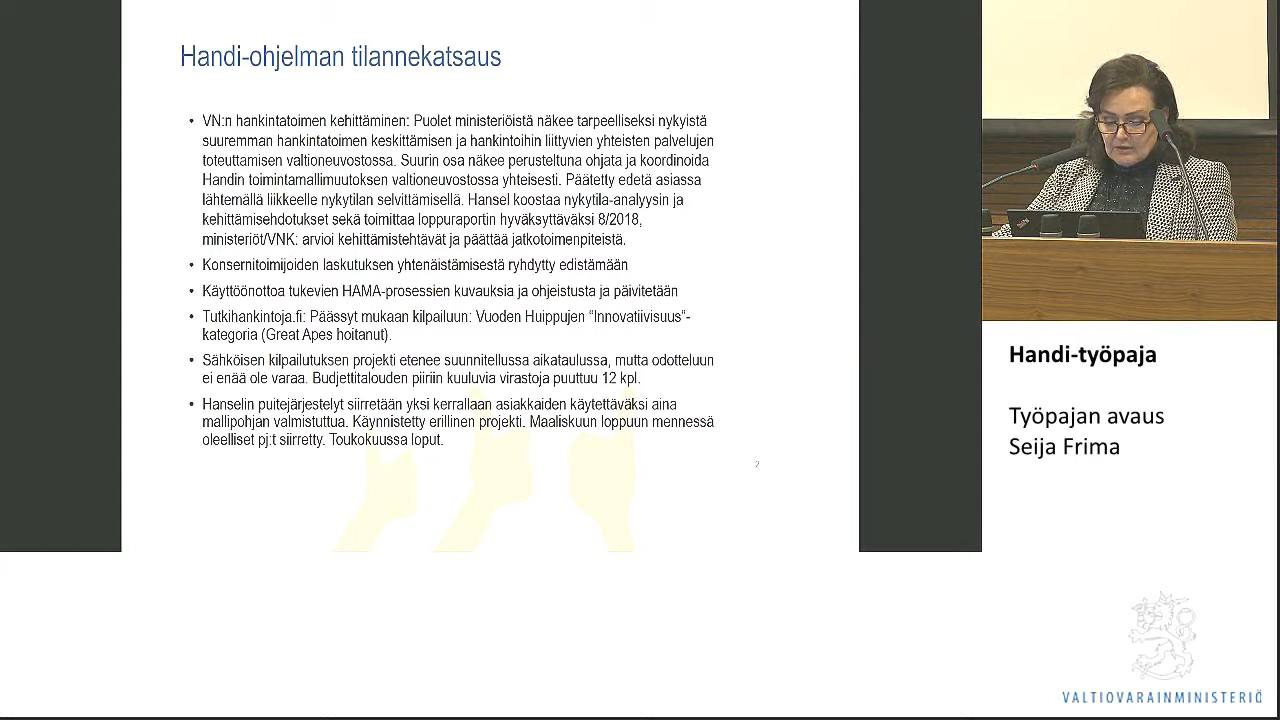 Handi-ohjelman tilannekatsaus
• VN:n hankintatoimen kehittäminen: Puolet ministeriöistä näkee tarpeelliseksi nykyistä
suuremman hankintatoimen keskittämisen ja hankintoihin liittyvien yhteisten palvelujen
toteuttamisen valtioneuvostossa. Suurin osa näkee perusteltuna ohjata ja koordinoida
Handin toimintamallimuutoksen valtioneuvostossa yhteisesti. Päätetty edetä asiassa
lähtemällä liikkeelle nykytilan selvittämisellä. Hansel koostaa nykytila-analyysin ja
kehittämisehdotukset sekä toimittaa loppuraportin hyväksyttäväksi 8/2018,
ministeriöt/VNK: arvioi kehittämistehtävät ja päättää jatkotoimenpiteistä.
• Konsernitoimijoiden laskutuksen yhtenäistämisestä ryhdytty edistämään
• Käyttöönottoa tukevien HAMA-prosessien kuvauksia ja ohjeistusta ja päivitetään
• Tutkihankintoja.fi: Päässyt mukaan kilpailuun: Vuoden Huippujen “Innovatiivisuus“-
kategoria (Great Apes hoitanut).
• Sähköisen kilpailutuksen projekti etenee suunnitellussa aikataulussa, mutta odotteluun
ei enää ole varaa. Budjettitalouden piiriin kuuluvia virastoja puuttuu 12 kpl.
• Hanselin puitejärjestelyt siirretään yksi kerrallaan asiakkaiden käytettäväksi aina
mallipohjan valmistuttua. Käynnistetty erillinen projekti. Maaliskuun loppuun mennessä
oleelliset pj:t siirretty. Toukokuussa loput.
2
Handi-työpaja
Työpajan avaus
Seija Frima
VALTIOVARAINMINISTERIÖ